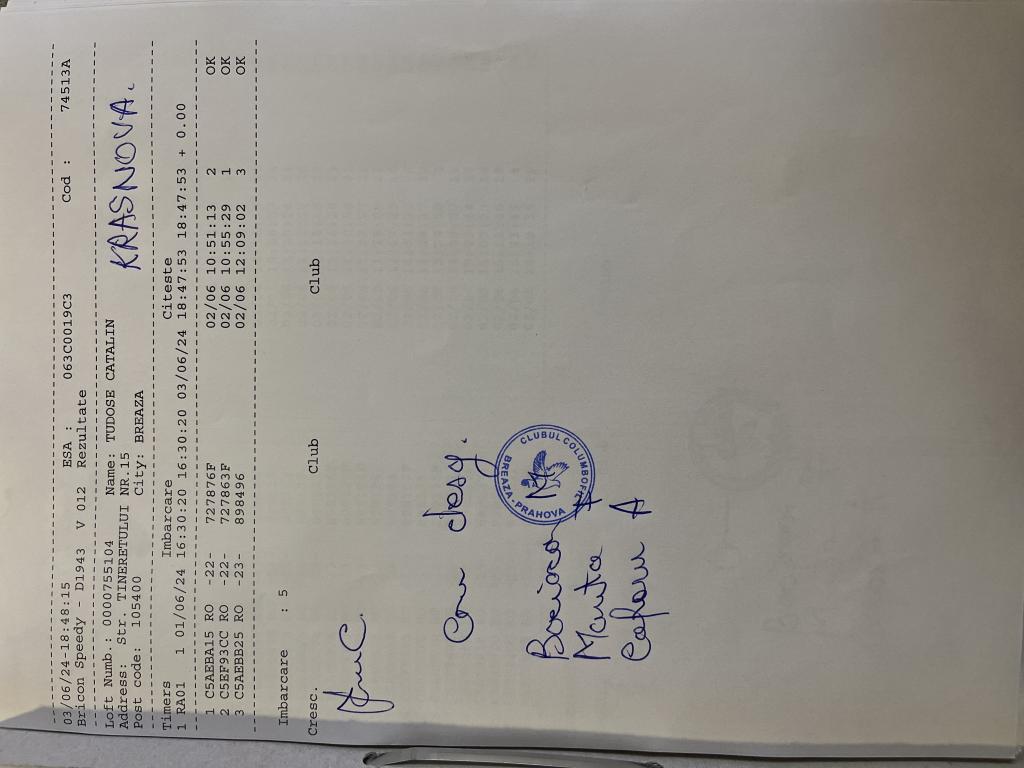 03/06/24-18:48:15 ESA : 063C0019C3 Cod : 74513A
Bricon Speedy - D1943 V 012 Rezultate
Loft Numb.: 0000755104 Name: TUDOSE CATALIN
Address: Str. TINERETULUI NR.15
Post code: 105400 City: BREAZA
KRASNOVA.
Timers Imbarcare Citeste
1 RA01 1 01/06/24 16:30:20 16:30:20 03/06/24 18:47:53 18:47:53 + 0.00
1 C5AEBA15 RO -22- 727876F 02/06 10:51:13 2 OK
2 C5EF93CC RO -22- 727863F 02/06 10:55:29 1 OK
3 C5AEBB25 RO -23- 898496 02/06 12:09:02 3 OK
Imbarcare : 5
Cresc. Club Club
CLUBUL COLUMBOFIL
BREAZA - PRAHOVA
Manta